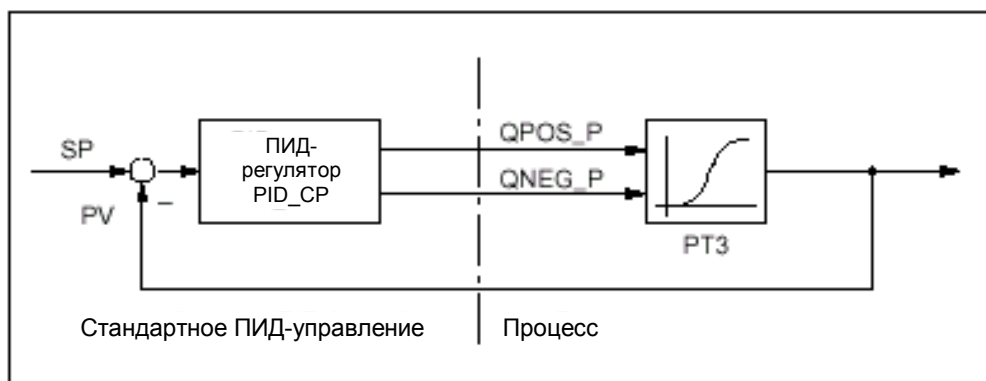 SP
PV
–
ПИД-
регулятор
PID_CP
QPOS_P
QNEG_P
PT3
Стандартное ПИД-управление
Процесс